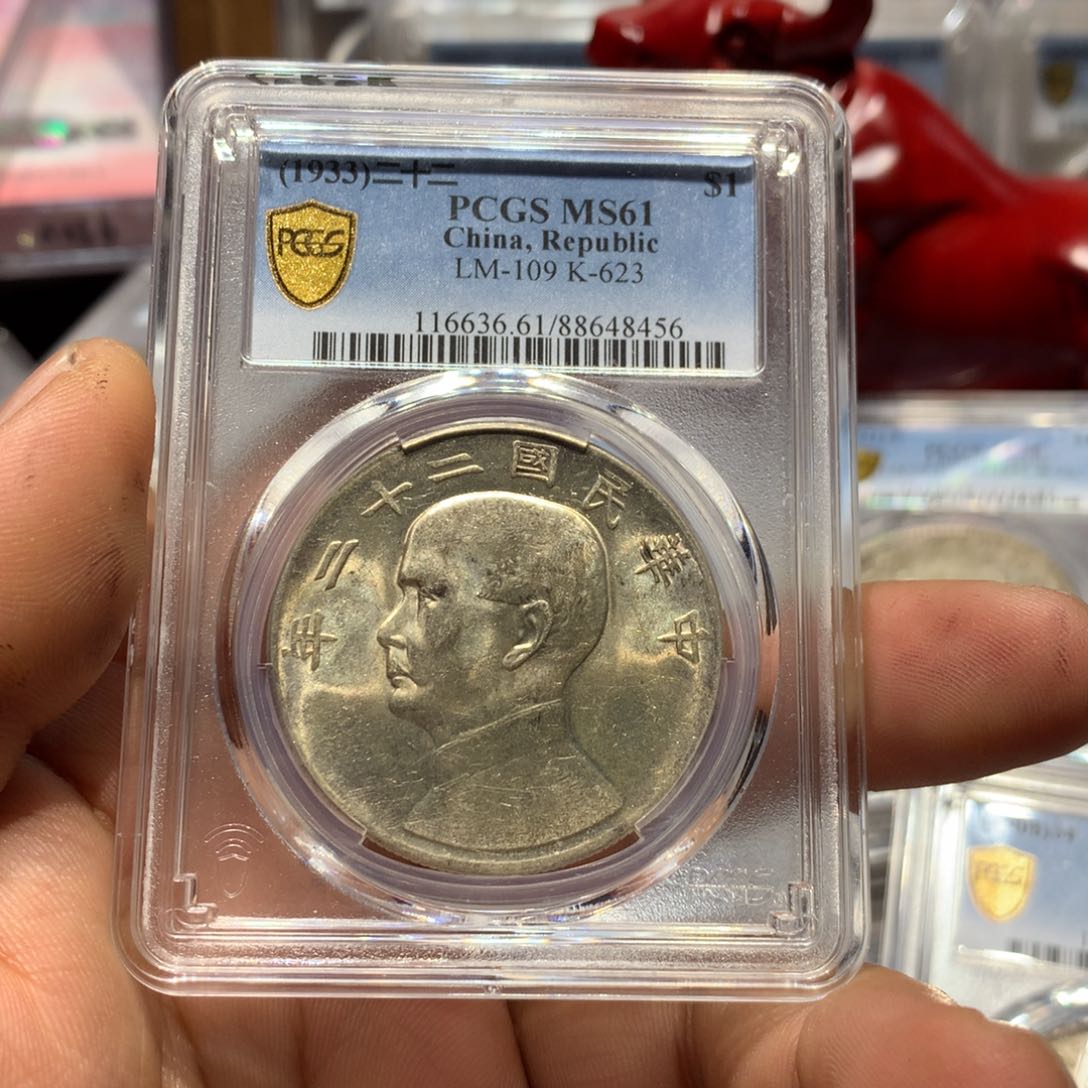 (1933)二十二 $1
PCGS MS61
China, Republic
LM-109 K-623
116636.61/88648456
PCGS
中華民國二十二年